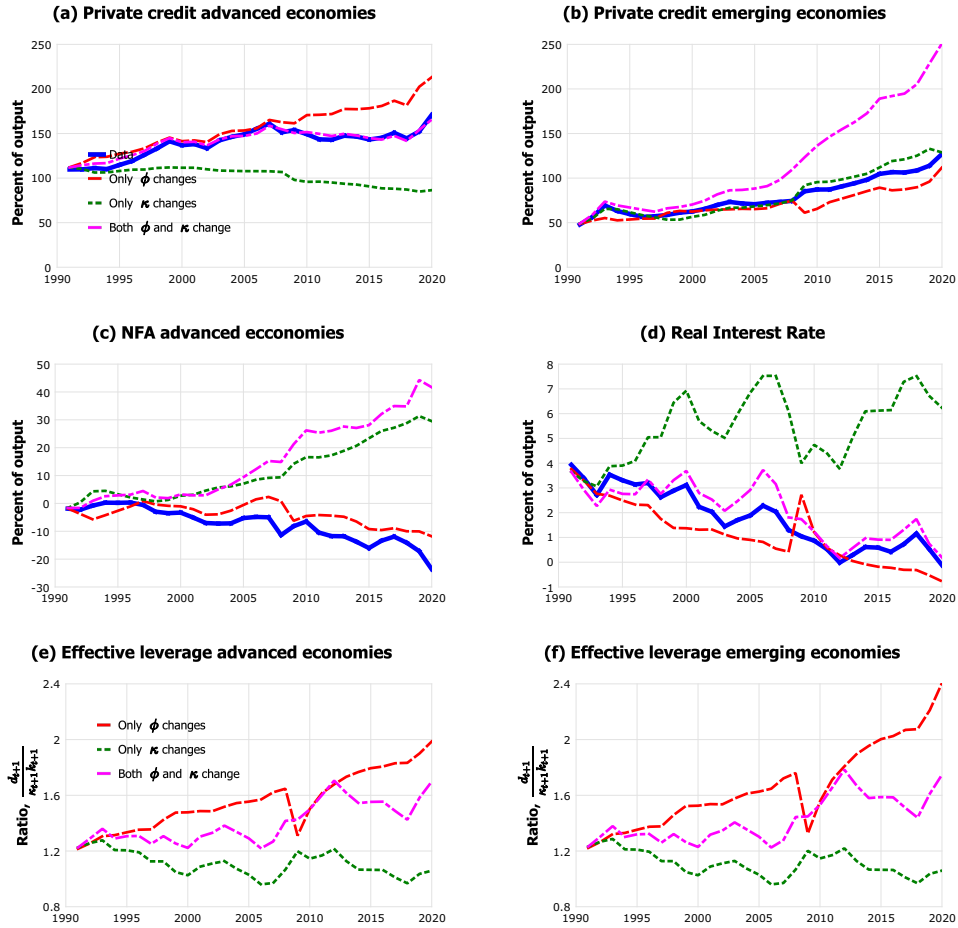 (a) Private credit advanced economies
(b) Private credit emerging economies
Percent of output
250
200
150
100
50
0
1990 1995 2000 2005 2010 2015 2020
Data
Only ϕ changes
Only κ changes
Both ϕ and κ change
Percent of output
250
200
150
100
50
0
1990 1995 2000 2005 2010 2015 2020
(c) NFA advanced ecconomies
(d) Real Interest Rate
Percent of output
50
40
30
20
10
0
-10
-20
-30
1990 1995 2000 2005 2010 2015 2020
Percent of output
8
7
6
5
4
3
2
1
0
-1
1990 1995 2000 2005 2010 2015 2020
(e) Effective leverage advanced economies
(f) Effective leverage emerging economies
Ratio, d_{t+1} / κ_{t+1}k_{t+1}
2.4
2
1.6
1.2
0.8
1990 1995 2000 2005 2010 2015 2020
Only ϕ changes
Only κ changes
Both ϕ and κ change
Ratio, d_{t+1} / κ_{t+1}k_{t+1}
2.4
2
1.6
1.2
0.8
1990 1995 2000 2005 2010 2015 2020